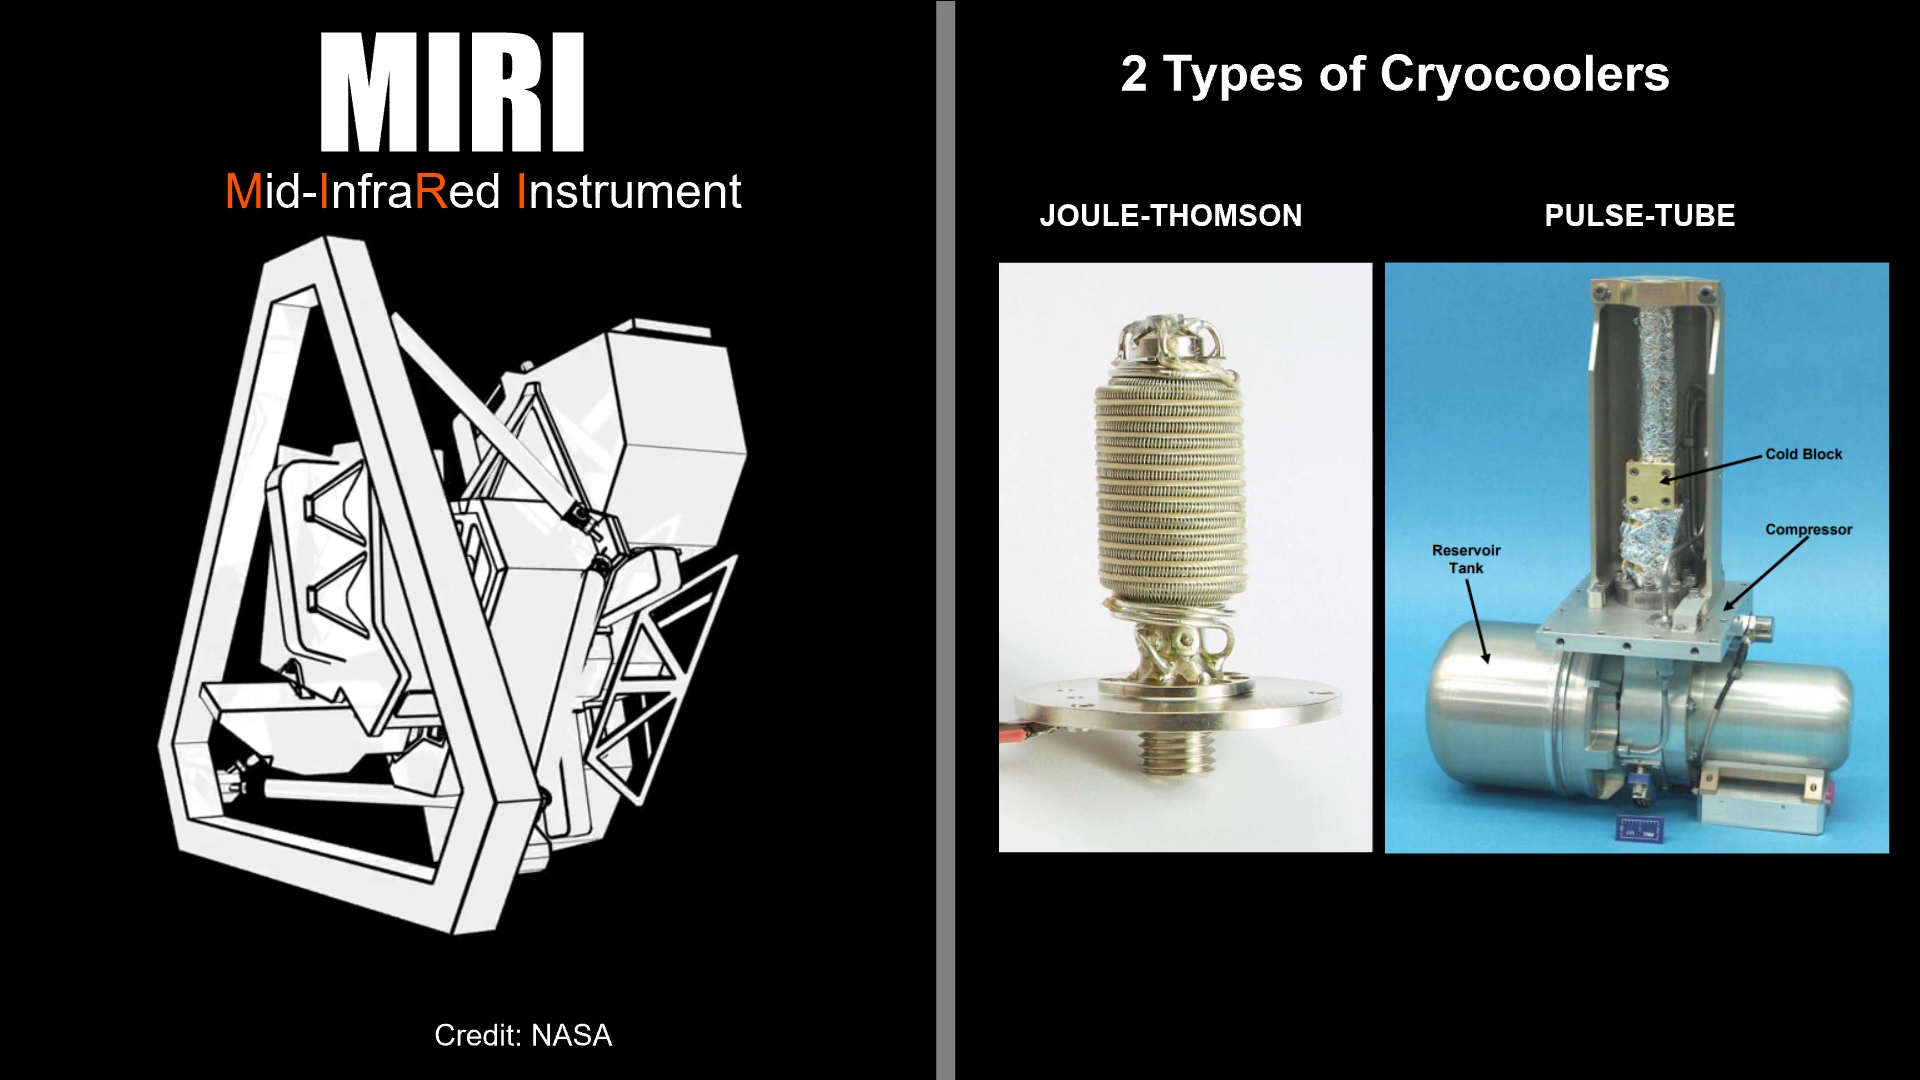 MIRI
Mid-InfraRed Instrument
Credit: NASA
2 Types of Cryocoolers
JOULE-THOMSON
PULSE-TUBE
Cold Block
Compressor
Reservoir
Tank